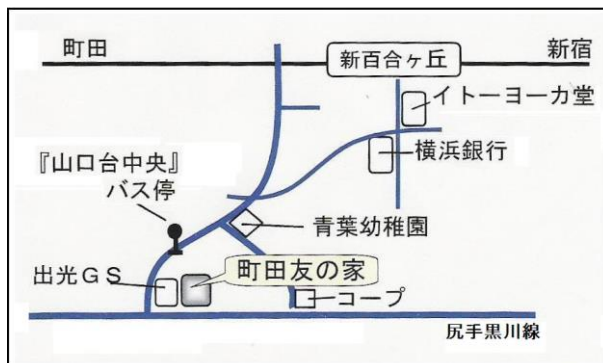 町田
新百合ヶ丘
新宿
イトーヨーカ堂
横浜銀行
『山口台中央』
バス停
青葉幼稚園
出光GS
町田友の家
コープ
尻手黒川線